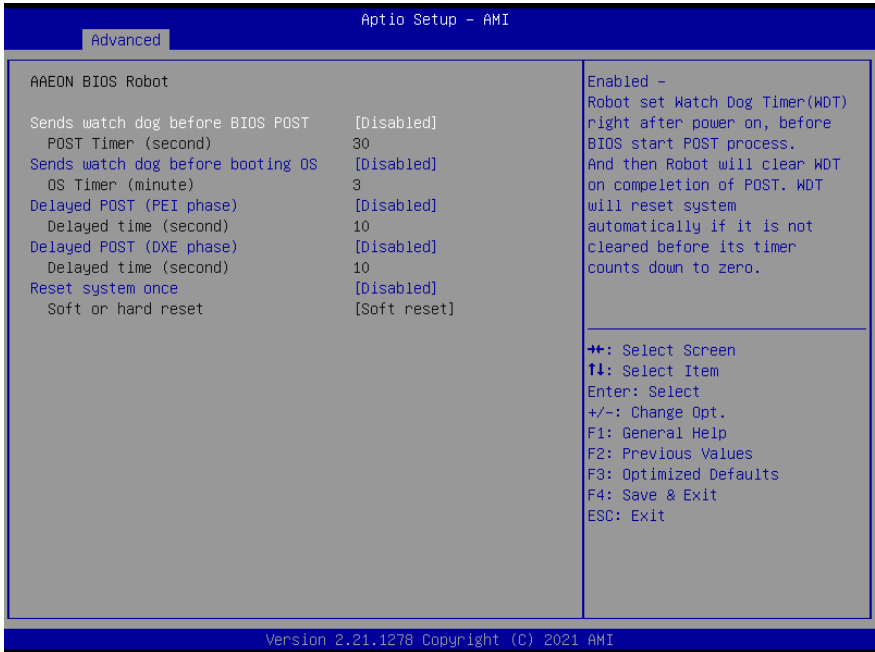 Aptio Setup – AMI
Advanced
AAEON BIOS Robot
Sends watch dog before BIOS POST [Disabled]
POST Timer (second) 30
Sends watch dog before booting OS [Disabled]
OS Timer (minute) 3
Delayed POST (PEI phase) [Disabled]
Delayed time (second) 10
Delayed POST (DXE phase) [Disabled]
Delayed time (second) 10
Reset system once [Disabled]
Soft or hard reset [Soft reset]
Enabled –
Robot set Watch Dog Timer(WDT)
right after power on, before
BIOS start POST process.
And then Robot will clear WDT
on compeletion of POST. WDT
will reset system
automatically if it is not
cleared before its timer
counts down to zero.
→←: Select Screen
↑↓: Select Item
Enter: Select
+/-: Change Opt.
F1: General Help
F2: Previous Values
F3: Optimized Defaults
F4: Save & Exit
ESC: Exit
Version 2.21.1278 Copyright (C) 2021 AMI